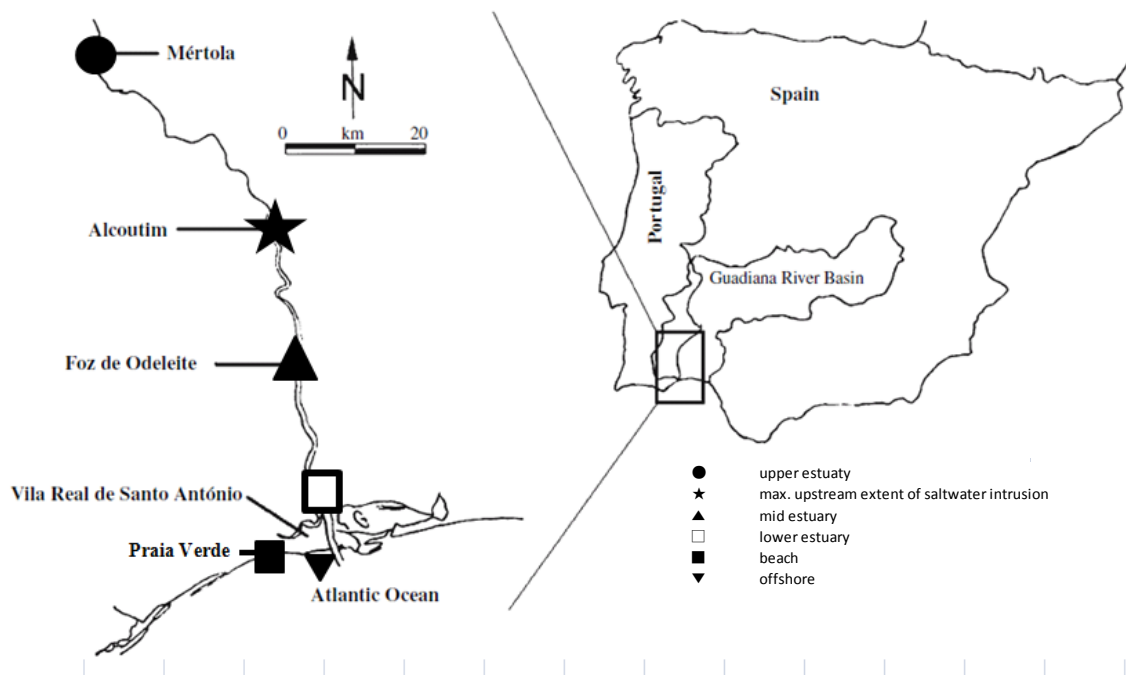 Mértola
N
0 km 20
Alcoutim
Foz de Odeleite
Vila Real de Santo António
Praia Verde
Atlantic Ocean
Spain
Portugal
Guadiana River Basin
upper estuaty
max. upstream extent of saltwater intrusion
mid estuary
lower estuary
beach
offshore